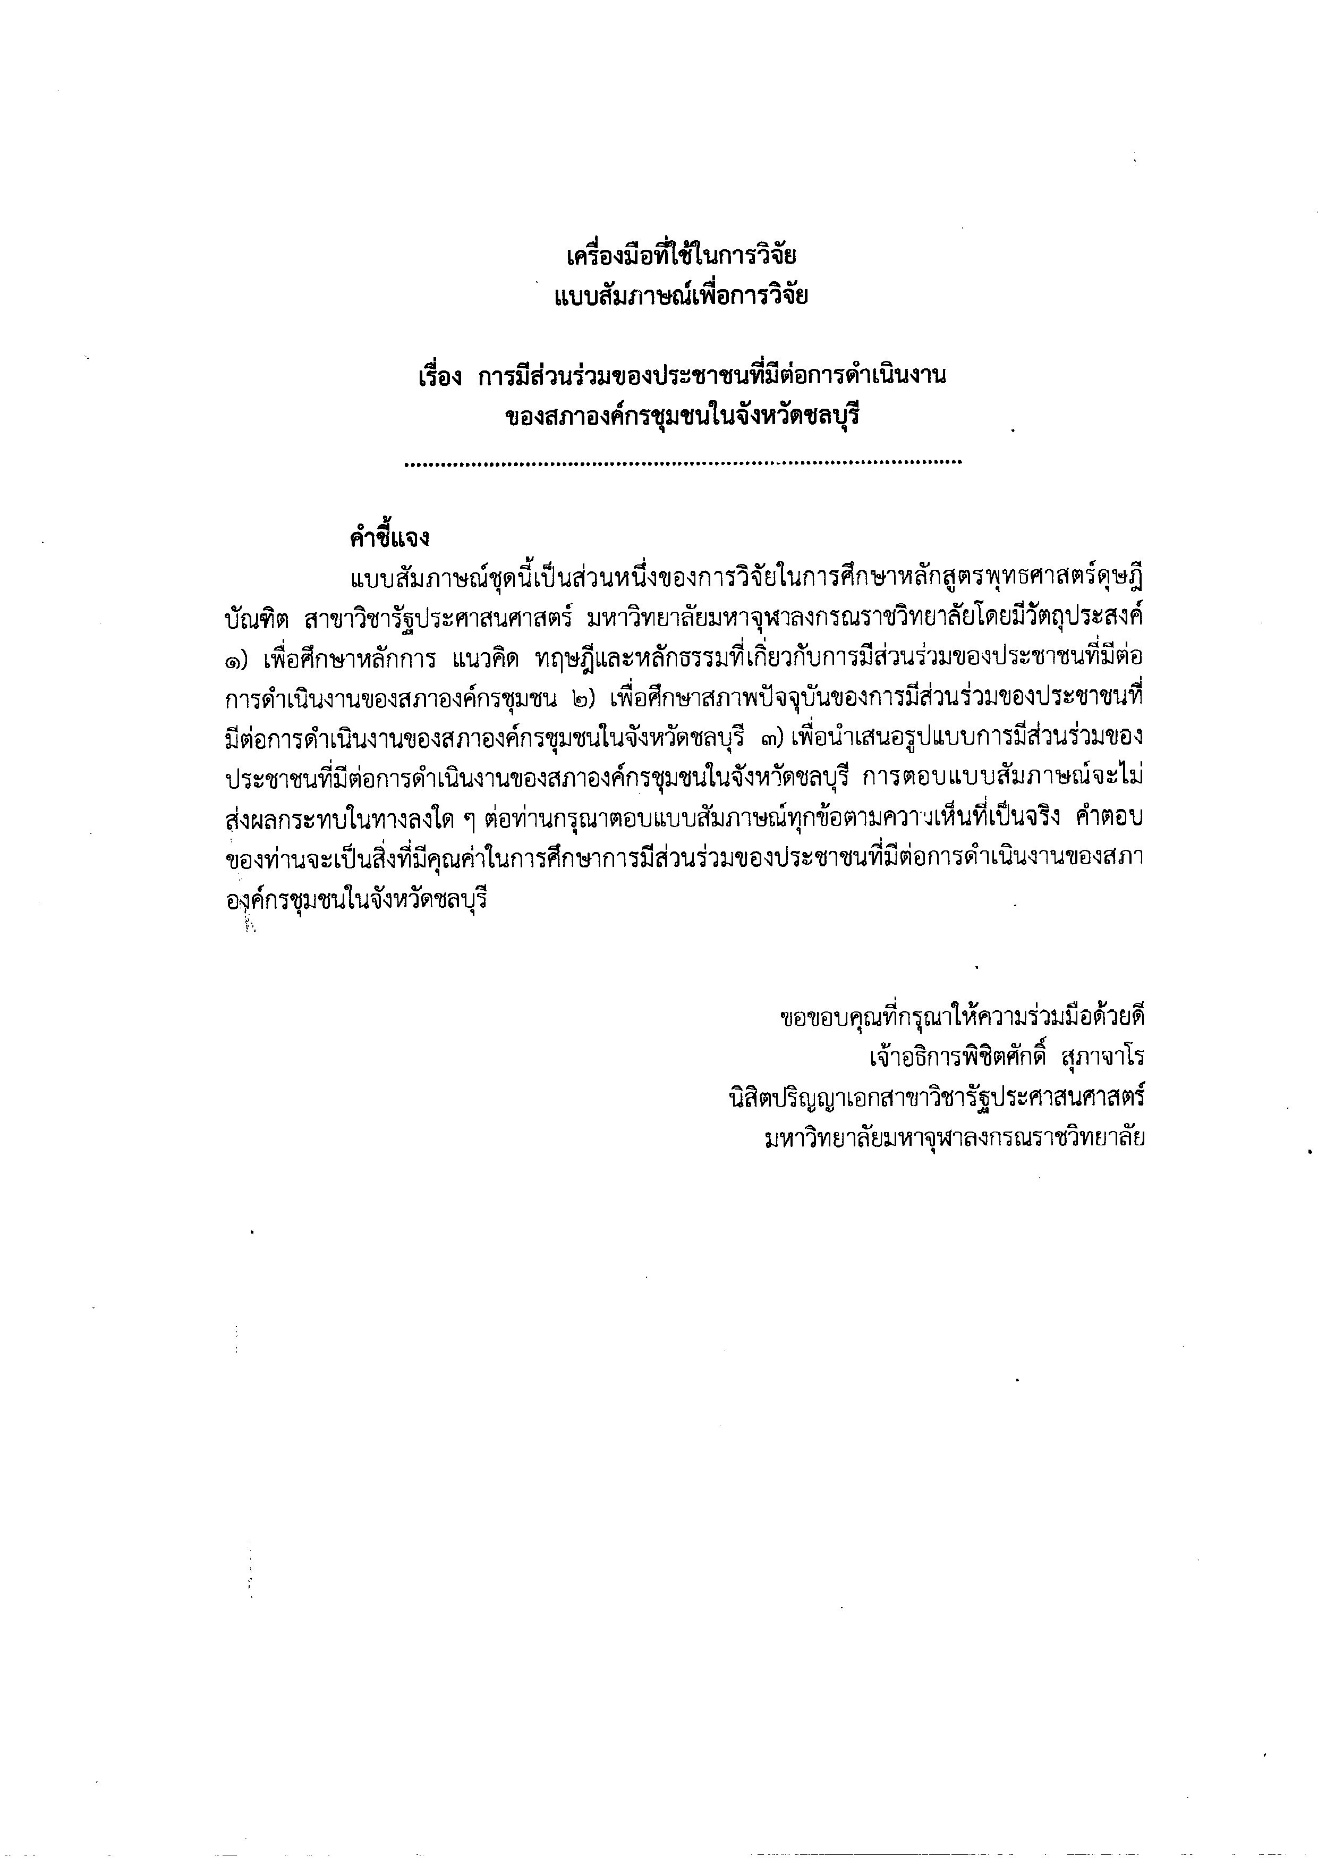 เครื่องมือที่ใช้ในการวิจัย
แบบสัมภาษณ์เพื่อการวิจัย
เรื่อง การมีส่วนร่วมของประชาชนที่มีต่อการดำเนินงาน
ของสภาองค์กรชุมชนในจังหวัดชลบุรี
................................................................................................
คำชี้แจง
แบบสัมภาษณ์ชุดนี้เป็นส่วนหนึ่งของการวิจัยในการศึกษาหลักสูตรพุทธศาสตร์ดุษฎี
บัณฑิต สาขาวิชารัฐประศาสนศาสตร์ มหาวิทยาลัยมหาจุฬาลงกรณราชวิทยาลัยโดยมีวัตถุประสงค์
๑) เพื่อศึกษาหลักการ แนวคิด ทฤษฎีและหลักธรรมที่เกี่ยวกับการมีส่วนร่วมของประชาชนที่มีต่อ
การดำเนินงานของสภาองค์กรชุมชน ๒) เพื่อศึกษาสภาพปัจจุบันของการมีส่วนร่วมของประชาชนที่
มีต่อการดำเนินงานของสภาองค์กรชุมชนในจังหวัดชลบุรี ๓) เพื่อนำเสนอรูปแบบการมีส่วนร่วมของ
ประชาชนที่มีต่อการดำเนินงานของสภาองค์กรชุมชนในจังหวัดชลบุรี การตอบแบบสัมภาษณ์จะไม่
ส่งผลกระทบในทางลงใด ๆ ต่อท่านกรุณาตอบแบบสัมภาษณ์ทุกข้อตามความเห็นที่เป็นจริง คำตอบ
ของท่านจะเป็นสิ่งที่มีคุณค่าในการศึกษาการมีส่วนร่วมของประชาชนที่มีต่อการดำเนินงานของสภา
องค์กรชุมชนในจังหวัดชลบุรี
ขอขอบคุณที่กรุณาให้ความร่วมมือด้วยดี
เจ้าอธิการพิชิตศักดิ์ สุภาจาโร
นิสิตปริญญาเอกสาขาวิชารัฐประศาสนศาสตร์
มหาวิทยาลัยมหาจุฬาลงกรณราชวิทยาลัย